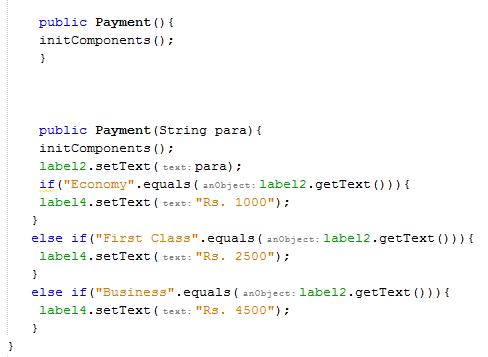 public Payment(){
initComponents();
}
public Payment(String para){
initComponents();
label2.setText(text:para);
if("Economy".equals(anObject:label2.getText())){
label4.setText(text:"Rs. 1000");
}
else if("First Class".equals(anObject:label2.getText())){
label4.setText(text:"Rs. 2500");
}
else if("Business".equals(anObject:label2.getText())){
label4.setText(text:"Rs. 4500");
}
}